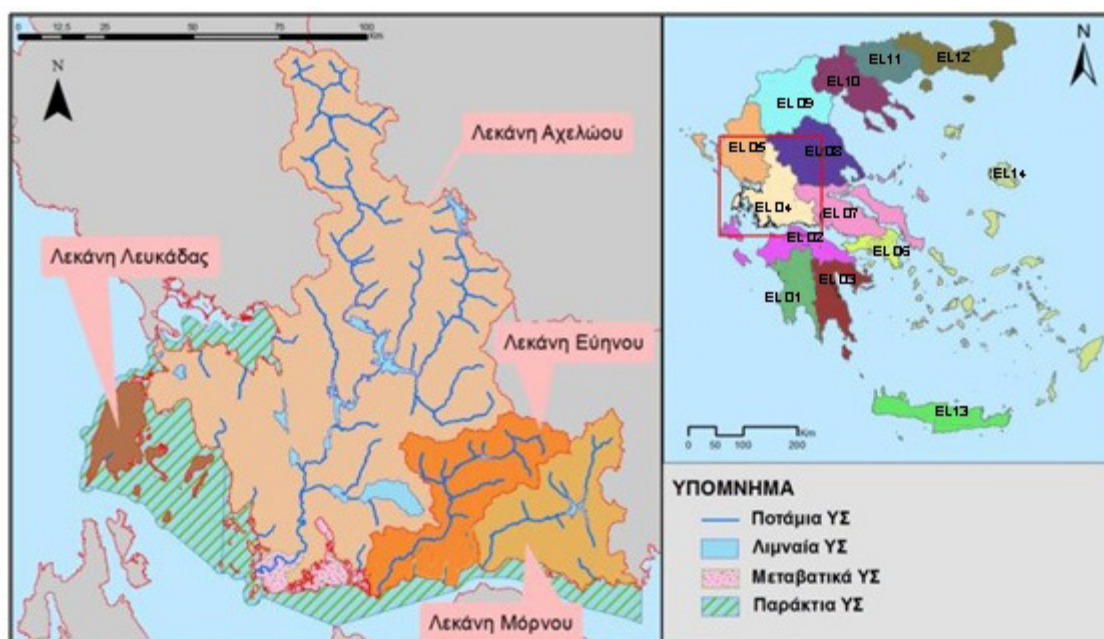 0 12.5 25 50 75 100
Km
N
Λεκάνη Αχελώου
Λεκάνη Λευκάδας
Λεκάνη Εύηνου
Λεκάνη Μόρνου
N
EL11
EL12
EL10
EL09
EL05
EL08
EL14
EL04
EL07
EL02
EL06
EL01
EL03
EL13
0 50 100 200
Km
ΥΠΟΜΝΗΜΑ
Ποτάμια ΥΣ
Λιμναία ΥΣ
Μεταβατικά ΥΣ
Παράκτια ΥΣ